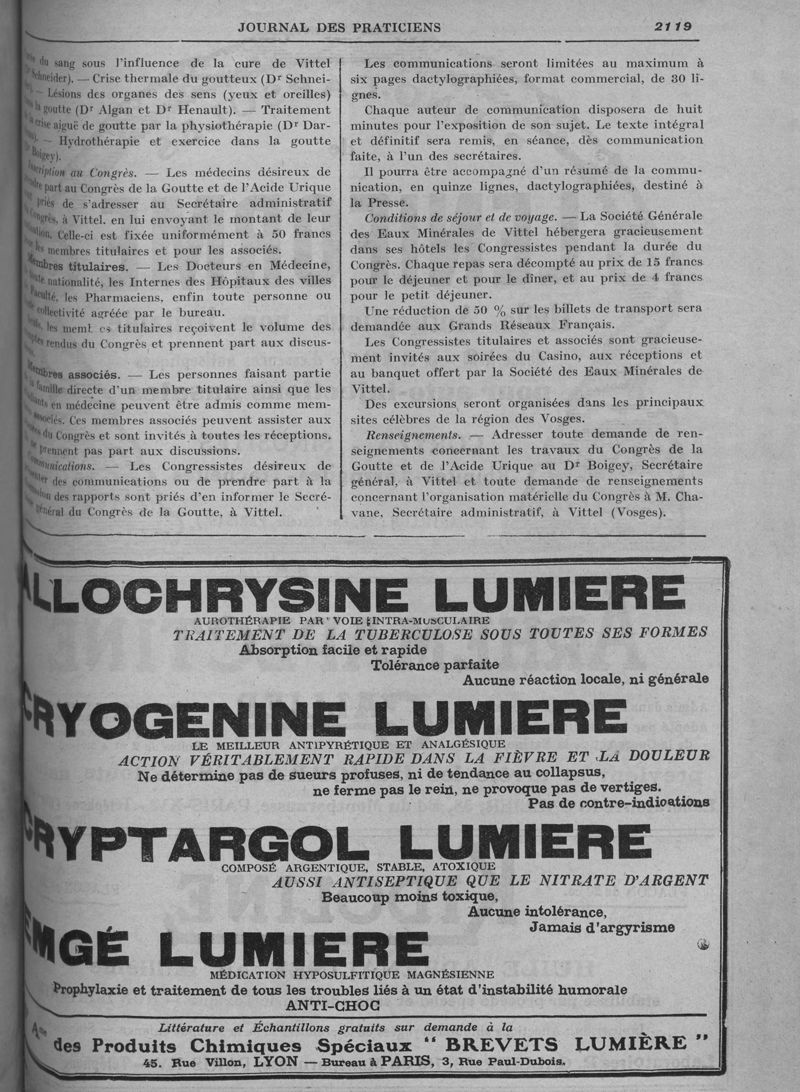 JOURNAL DES PRATICIENS 2119
du sang sous l'influence de la cure de Vittel
Schneider). — Crise thermale du goutteux (Dr Schnei-
— Lésions des organes des sens (yeux et oreilles)
la goutte (Dr Algan et Dr Henault). — Traitement
crise aiguë de goutte par la physiothérapie (Dr Dar-
— Hydrothérapie et exercice dans la goutte
Boigey).
cription au Congrès. — Les médecins désireux de
part au Congrès de la Goutte et de l'Acide Urique
priés de s'adresser au Secrétaire administratif
ngrès, à Vittel. en lui envoyant le montant de leur
Celle-ci est fixée uniformément à 50 francs
les membres titulaires et pour les associés.
mbres titulaires. — Les Docteurs en Médecine,
nationalité, les Internes des Hôpitaux des villes
Faculté, les Pharmaciens, enfin toute personne ou
collectivité agréée par le bureau.
les memb es titulaires reçoivent le volume des
rendus du Congrès et prennent part aux discus-
mbres associés. — Les personnes faisant partie
famille directe d'un membre titulaire ainsi que les
en médecine peuvent être admis comme mem-
Ces membres associés peuvent assister aux
du Congrès et sont invités à toutes les réceptions.
prennent pas part aux discussions.
munications. — Les Congressistes désireux de
des communications ou de prendre part à la
des rapports sont priés d'en informer le Secré-
général du Congrès de la Goutte, à Vittel.
Les communications seront limitées au maximum à
six pages dactylographiées, format commercial, de 30 li-
gnes.
Chaque auteur de communication disposera de huit
minutes pour l'exposition de son sujet. Le texte intégral
et définitif sera remis, en séance, dès communication
faite, à l'un des secrétaires.
Il pourra être accompagné d'un résumé de la commu-
nication, en quinze lignes, dactylographiées, destiné à
la Presse.
Conditions de séjour et de voyage. — La Société Générale
des Eaux Minérales de Vittel hébergera gracieusement
dans ses hôtels les Congressistes pendant la durée du
Congrès. Chaque repas sera décompté au prix de 15 francs
pour le déjeuner et pour le dîner, et au prix de 4 francs
pour le petit déjeuner.
Une réduction de 50 % sur les billets de transport sera
demandée aux Grands Réseaux Français.
Les Congressistes titulaires et associés sont gracieuse-
ment invités aux soirées du Casino, aux réceptions et
au banquet offert par la Société des Eaux Minérales de
Vittel.
Des excursions seront organisées dans les principaux
sites célèbres de la région des Vosges.
Renseignements. — Adresser toute demande de ren-
seignements concernant les travaux du Congrès de la
Goutte et de l'Acide Urique au Dr Boigey, Secrétaire
général, à Vittel et toute demande de renseignements
concernant l'organisation matérielle du Congrès à M. Cha-
vane, Secrétaire administratif, à Vittel (Vosges).
ALLOCHRYSINE LUMIERE
AUROTHÉRAPIE PAR VOIE INTRA-MUSCULAIRE
TRAITEMENT DE LA TUBERCULOSE SOUS TOUTES SES FORMES
Absorption facile et rapide
Tolérance parfaite
Aucune réaction locale, ni générale
CRYOGENINE LUMIERE
LE MEILLEUR ANTIPYRÉTIQUE ET ANALGÉSIQUE
ACTION VÉRITABLEMENT RAPIDE DANS LA FIÈVRE ET LA DOULEUR
Ne détermine pas de sueurs profuses, ni de tendance au collapsus,
ne ferme pas le rein, ne provoque pas de vertiges.
Pas de contre-indications
CRYPTARGOL LUMIERE
COMPOSÉ ARGENTIQUE, STABLE, ATOXIQUE
AUSSI ANTISEPTIQUE QUE LE NITRATE D'ARGENT
Beaucoup moins toxique,
Aucune intolérance,
Jamais d'argyrisme
EMGÉ LUMIERE
MÉDICATION HYPOSULFITIQUE MAGNÉSIENNE
Prophylaxie et traitement de tous les troubles liés à un état d'instabilité humorale
ANTI-CHOC
Littérature et Échantillons gratuits sur demande à la
des Produits Chimiques Spéciaux “ BREVETS LUMIÈRE ”
45, Rue Villon, LYON — Bureau à PARIS, 3, Rue Paul-Dubois.